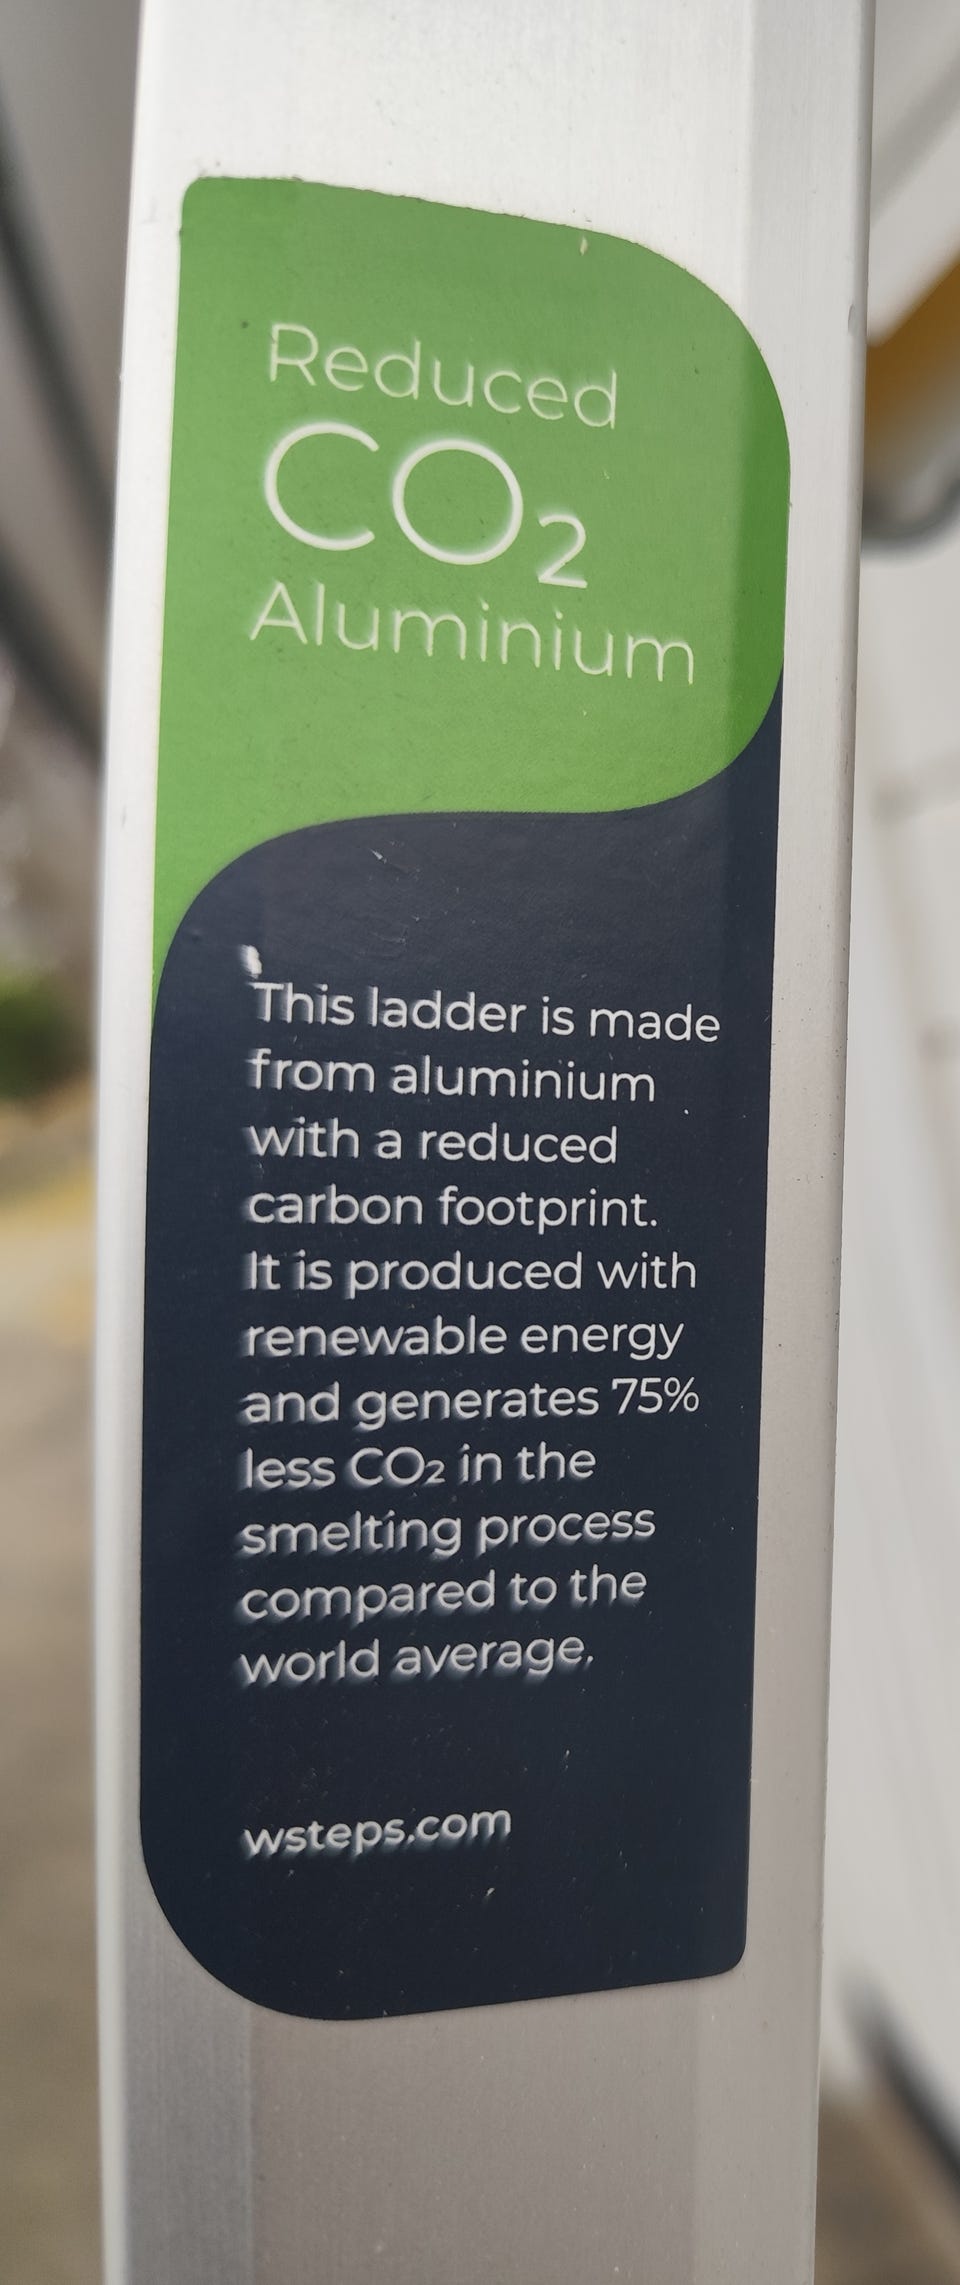 Reduced
CO₂
Aluminium
This ladder is made
from aluminium
with a reduced
carbon footprint.
It is produced with
renewable energy
and generates 75%
less CO₂ in the
smelting process
compared to the
world average.
wsteps.com